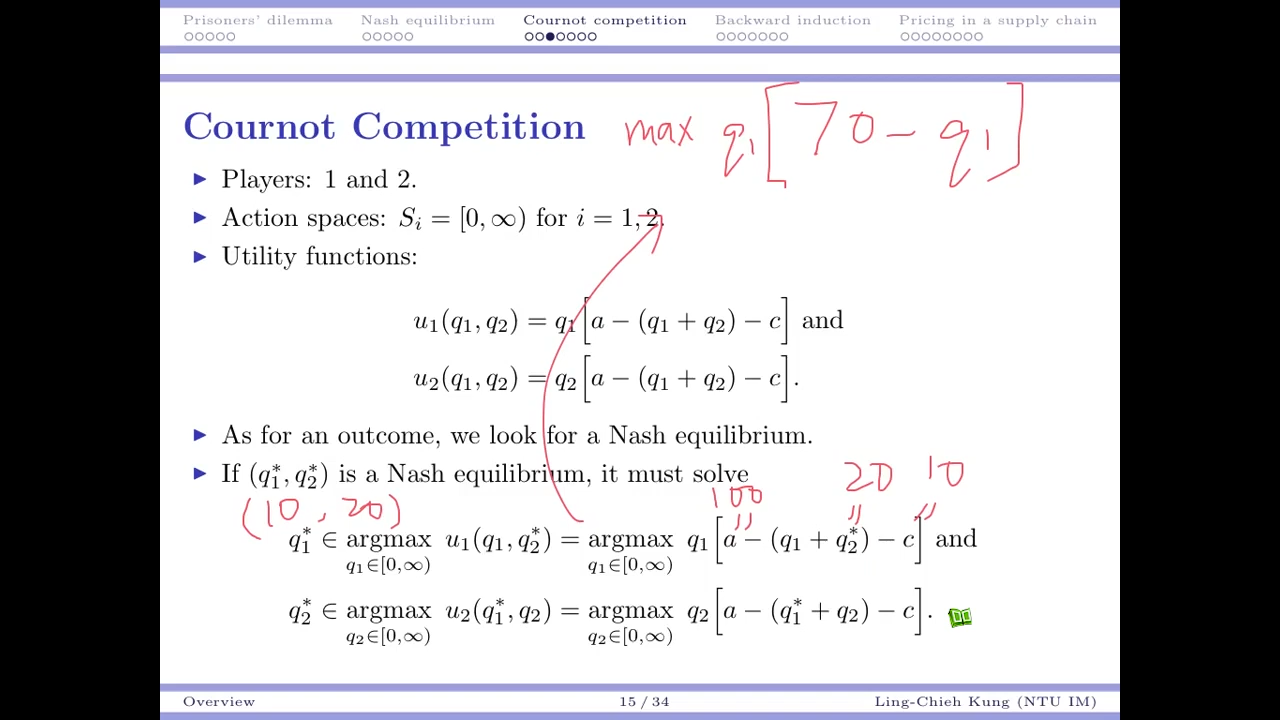 Prisoners' dilemma Nash equilibrium Cournot competition Backward induction Pricing in a supply chain
Cournot Competition max q₁[70 − q₁]
▶ Players: 1 and 2.
▶ Action spaces: Sᵢ = [0, ∞) for i = 1, 2.
▶ Utility functions:
u₁(q₁, q₂) = q₁[a − (q₁ + q₂) − c] and
u₂(q₁, q₂) = q₂[a − (q₁ + q₂) − c].
▶ As for an outcome, we look for a Nash equilibrium.
▶ If (q₁*, q₂*) is a Nash equilibrium, it must solve
(10, 20) 100 20 10
q₁* ∈ argmax u₁(q₁, q₂*) = argmax q₁[a − (q₁ + q₂*) − c] and
q₁∈[0,∞) q₁∈[0,∞)
q₂* ∈ argmax u₂(q₁*, q₂) = argmax q₂[a − (q₁* + q₂) − c].
q₂∈[0,∞) q₂∈[0,∞)
Overview 15 / 34 Ling-Chieh Kung (NTU IM)